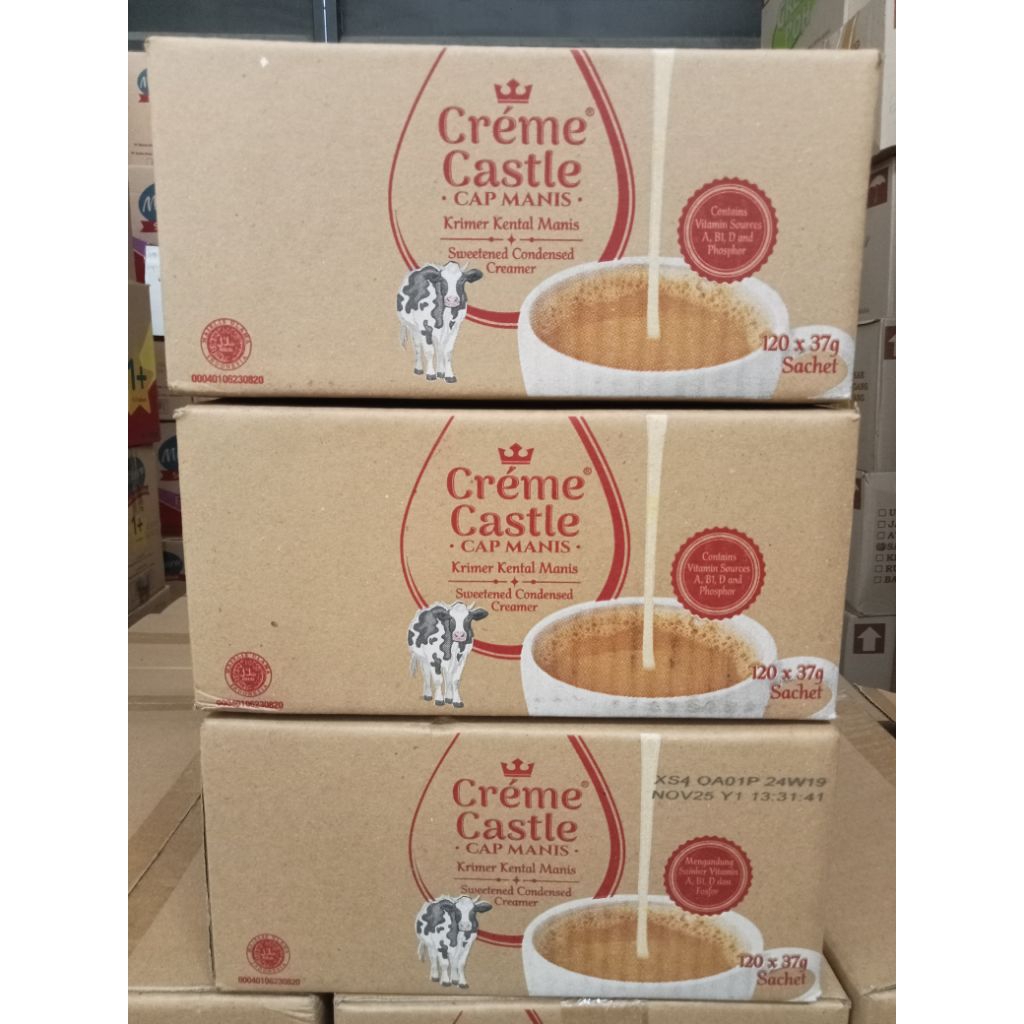 Créme®
Castle
· CAP MANIS ·
Krimer Kental Manis
Sweetened Condensed
Creamer
Contains
Vitamin Sources
A, B1, D and
Phosphor
120 x 37g
Sachet
00040106230820
Créme®
Castle
· CAP MANIS ·
Krimer Kental Manis
Sweetened Condensed
Creamer
Contains
Vitamin Sources
A, B1, D and
Phosphor
120 x 37g
Sachet
00040106230820
XS4 OA01P 24W19
NOV25 Y1 13:31:41
Créme®
Castle
· CAP MANIS ·
Krimer Kental Manis
Sweetened Condensed
Creamer
Mengandung
Sumber Vitamin
A, B1, D dan
Fosfor
120 x 37g
Sachet
00040106230820
1+
1+